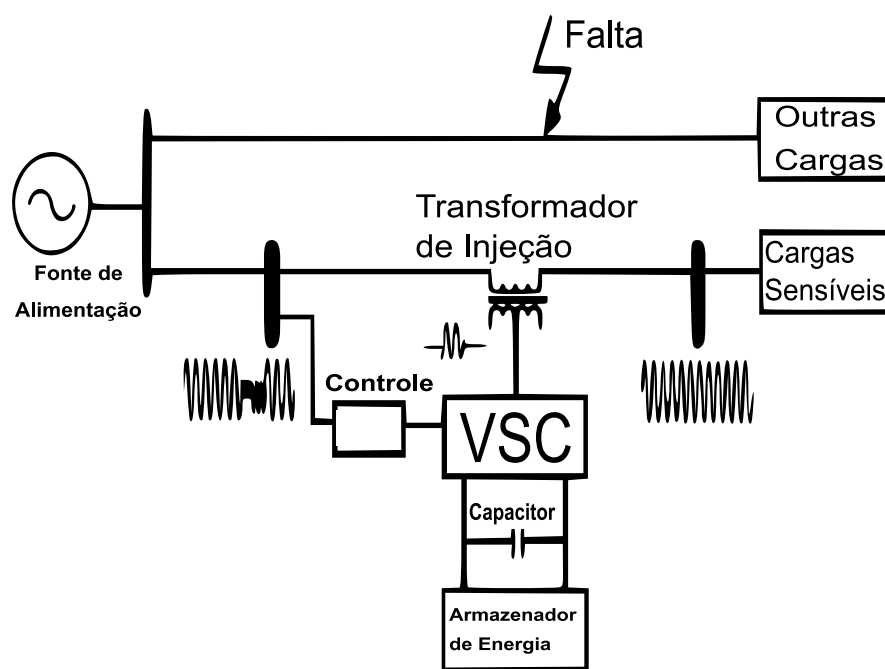 Falta
Outras
Cargas
Transformador
de Injeção
Cargas
Sensíveis
Fonte de
Alimentação
Controle
VSC
Capacitor
Armazenador
de Energia